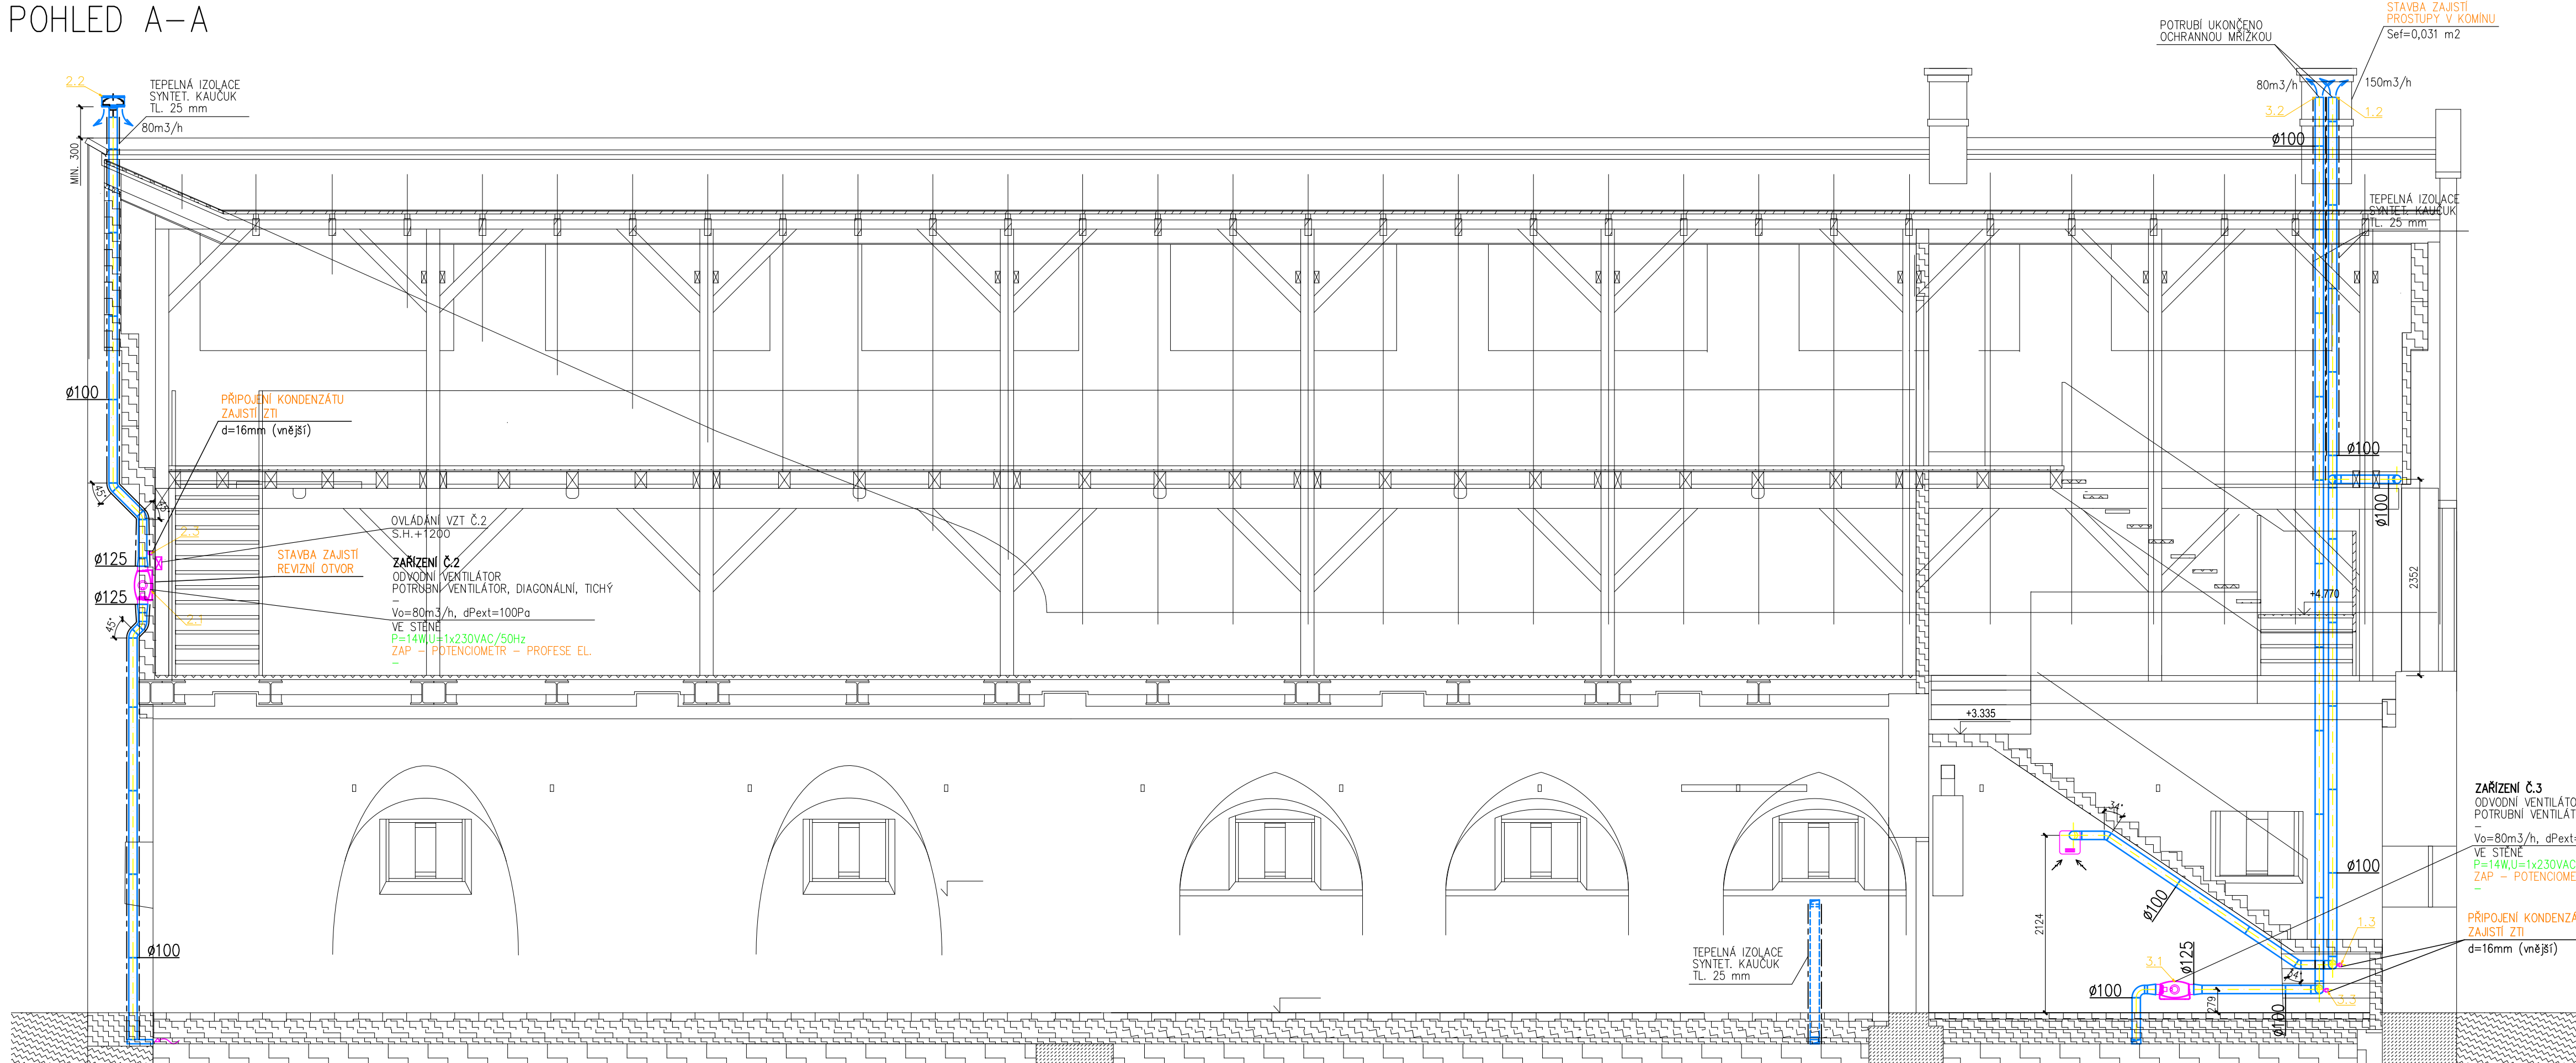 POHLED A-A
STAVBA ZAJISTÍ
PROSTUPY V KOMÍNU
Sef=0,031 m2
POTRUBÍ UKONČENO
OCHRANNOU MŘÍŽKOU
80m3/h
150m3/h
3.2
1.2
ø100
2.2
TEPELNÁ IZOLACE
SYNTET. KAUČUK
TL. 25 mm
80m3/h
MIN. 300
TEPELNÁ IZOLACE
SYNTET. KAUČUK
TL. 25 mm
ø100
PŘIPOJENÍ KONDENZÁTU
ZAJISTÍ ZTI
d=16mm (vnější)
ø100
ø100
45°
45°
2.3
OVLÁDÁNÍ VZT Č.2
S.H.+1200
STAVBA ZAJISTÍ
REVIZNÍ OTVOR
ø125
ø125
2.1
45°
ZAŘÍZENÍ Č.2
ODVODNÍ VENTILÁTOR
POTRUBNÍ VENTILÁTOR, DIAGONÁLNÍ, TICHÝ
-
Vo=80m3/h, dPext=100Pa
VE STĚNĚ
P=14W,U=1x230VAC/50Hz
ZAP - POTENCIOMETR - PROFESE EL.
-
2352
+4.770
+3.335
ZAŘÍZENÍ Č.3
ODVODNÍ VENTILÁTO
POTRUBNÍ VENTILÁT
-
Vo=80m3/h, dPext=
VE STĚNĚ
P=14W,U=1x230VAC
ZAP - POTENCIOME
-
34°
ø100
ø100
2124
PŘIPOJENÍ KONDENZÁ
ZAJISTÍ ZTI
d=16mm (vnější)
1.3
ø100
TEPELNÁ IZOLACE
SYNTET. KAUČUK
TL. 25 mm
3.1
ø125
34°
ø100
279
ø100
3.3